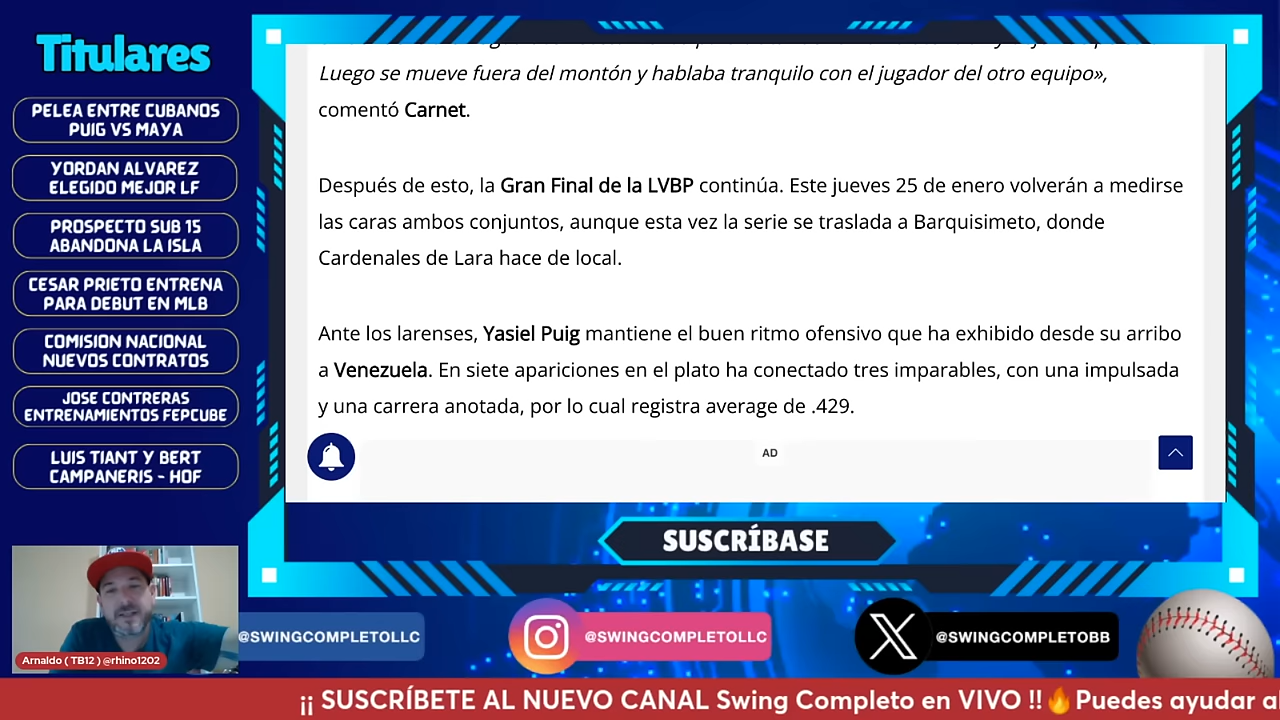 Titulares
PELEA ENTRE CUBANOS
PUIG VS MAYA
YORDAN ALVAREZ
ELEGIDO MEJOR LF
PROSPECTO SUB 15
ABANDONA LA ISLA
CESAR PRIETO ENTRENA
PARA DEBUT EN MLB
COMISION NACIONAL
NUEVOS CONTRATOS
JOSE CONTRERAS
ENTRENAMIENTOS FEPCUBE
LUIS TIANT Y BERT
CAMPANERIS - HOF
Luego se mueve fuera del montón y hablaba tranquilo con el jugador del otro equipo»,
comentó Carnet.
Después de esto, la Gran Final de la LVBP continúa. Este jueves 25 de enero volverán a medirse
las caras ambos conjuntos, aunque esta vez la serie se traslada a Barquisimeto, donde
Cardenales de Lara hace de local.
Ante los larenses, Yasiel Puig mantiene el buen ritmo ofensivo que ha exhibido desde su arribo
a Venezuela. En siete apariciones en el plato ha conectado tres imparables, con una impulsada
y una carrera anotada, por lo cual registra average de .429.
AD
SUSCRÍBASE
@SWINGCOMPLETOLLC
@SWINGCOMPLETOLLC
@SWINGCOMPLETOBB
Arnaldo ( TB12 ) @rhino1202
¡¡ SUSCRÍBETE AL NUEVO CANAL Swing Completo en VIVO !!🔥Puedes ayudar a